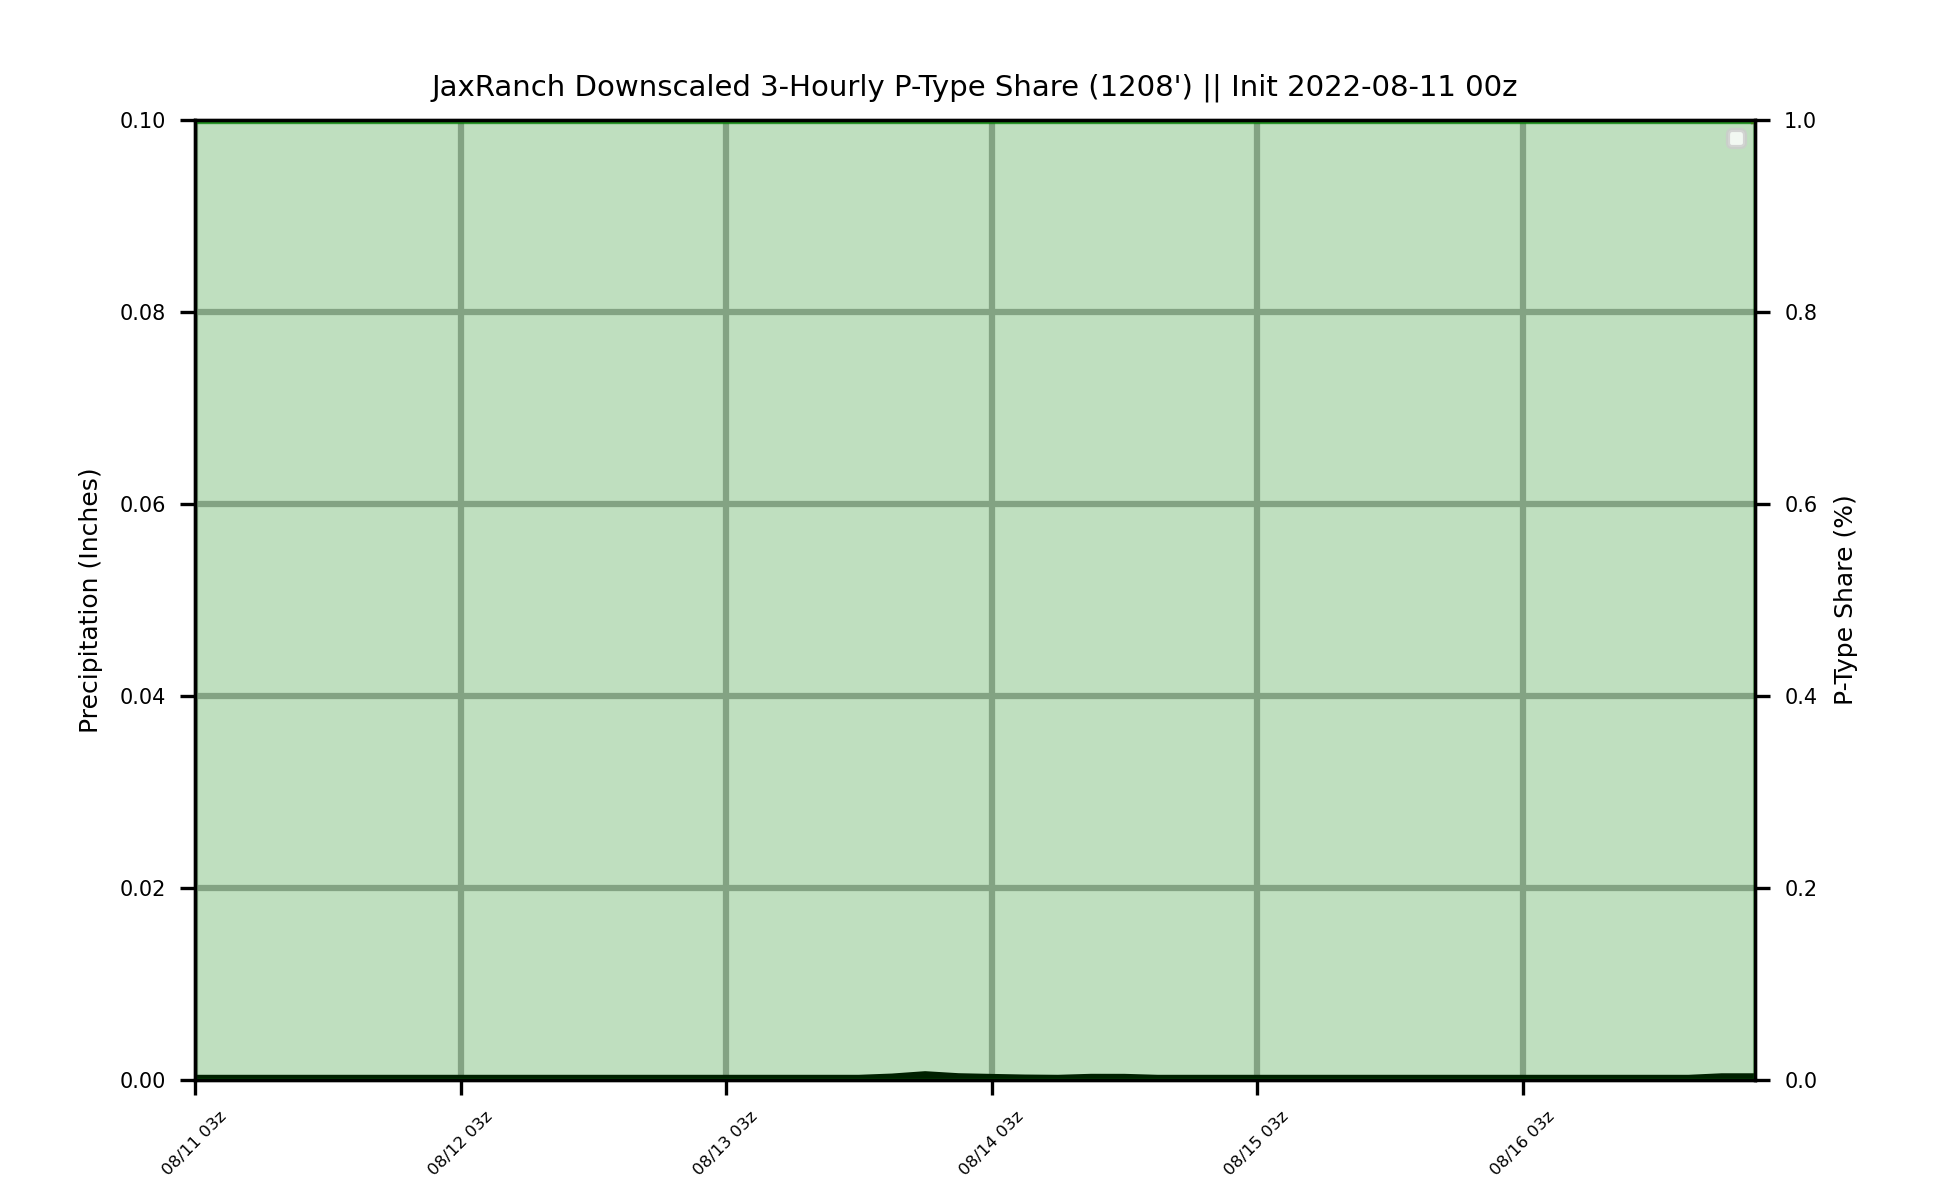 JaxRanch Downscaled 3-Hourly P-Type Share (1208') || Init 2022-08-11 00z
Precipitation (Inches)
0.10
0.08
0.06
0.04
0.02
0.00
1.0
0.8
0.6
0.4
0.2
0.0
P-Type Share (%)
08/11 03z
08/12 03z
08/13 03z
08/14 03z
08/15 03z
08/16 03z